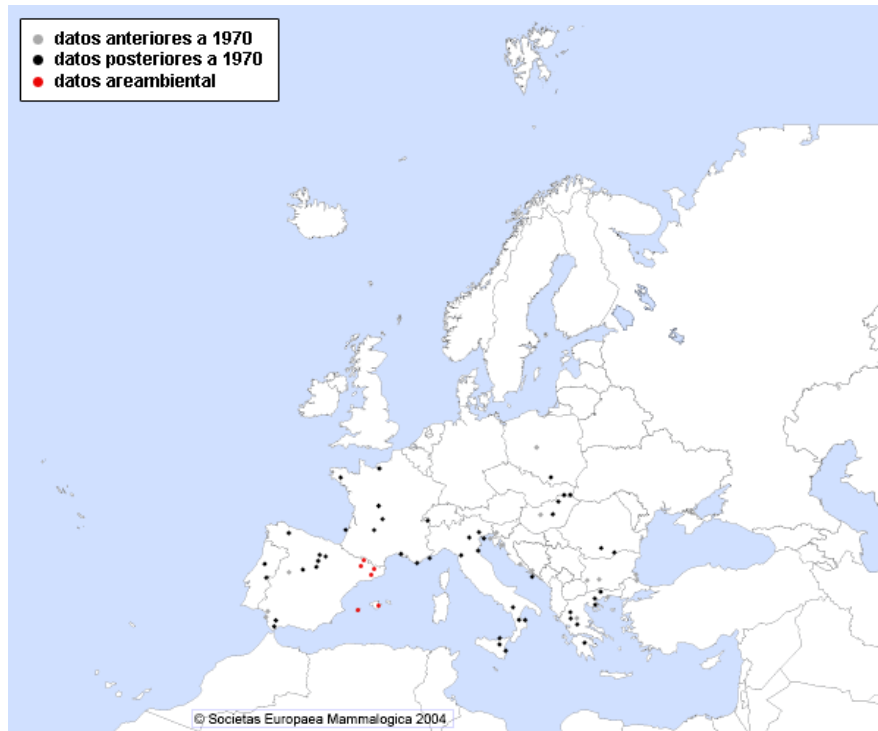 datos anteriores a 1970
datos posteriores a 1970
datos areambiental
© Societas Europaea Mammalogica 2004